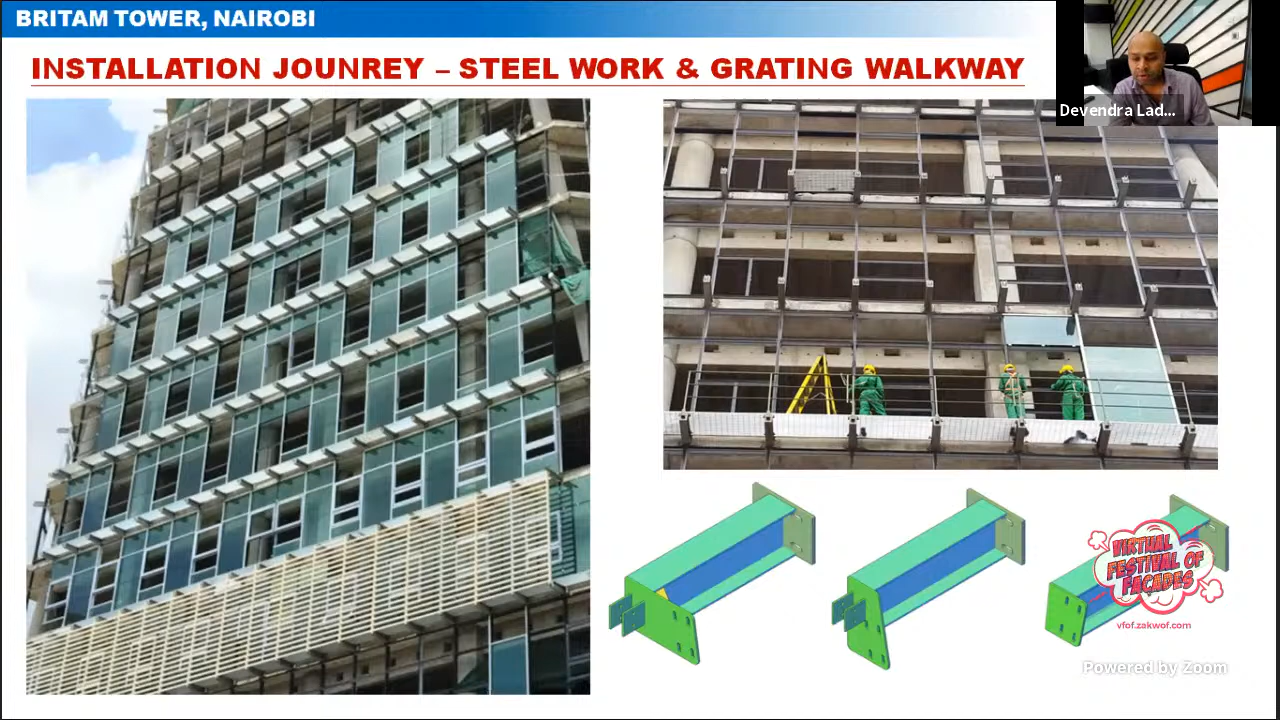 BRITAM TOWER, NAIROBI
INSTALLATION JOUNREY – STEEL WORK & GRATING WALKWAY
Devendra Lad...
VIRTUAL
FESTIVAL OF
FACADES
vfof.zakwof.com
Powered by Zoom